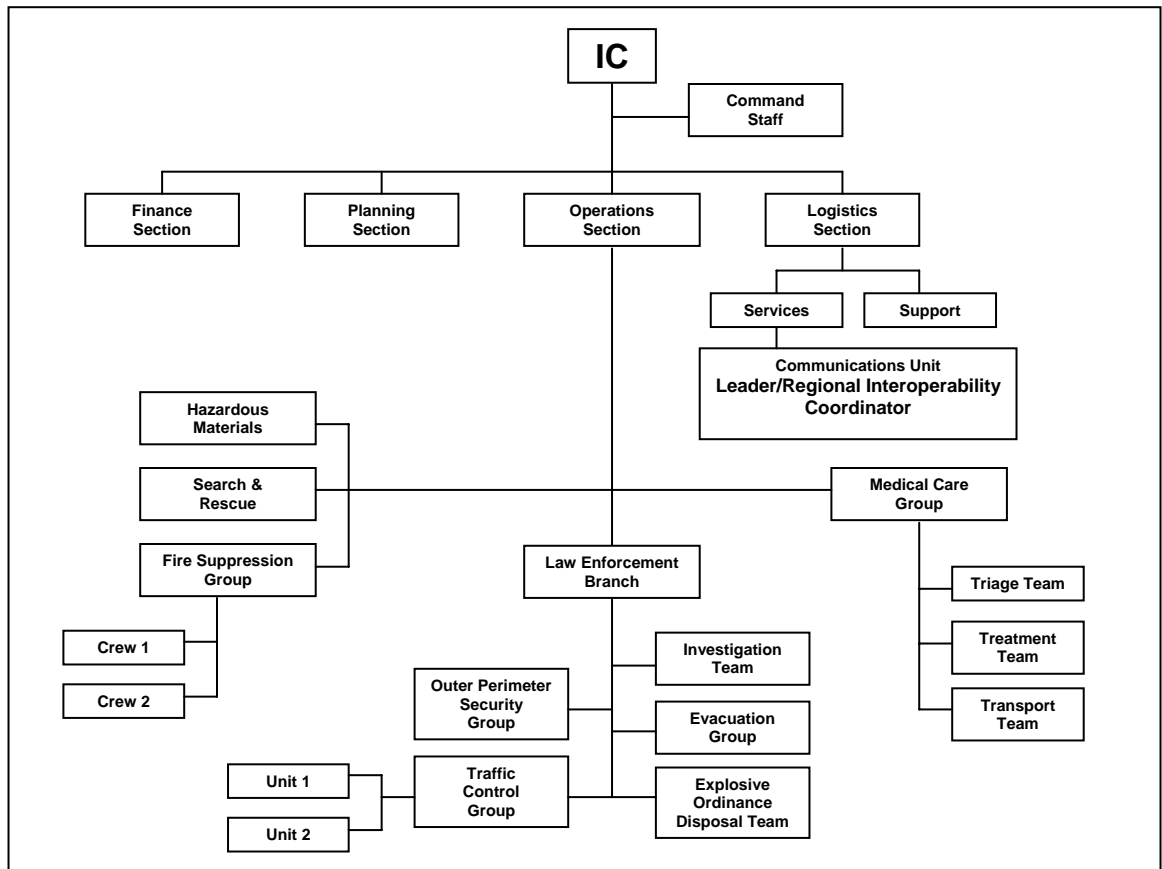 IC
Command
Staff
Finance
Section
Planning
Section
Operations
Section
Logistics
Section
Services
Support
Communications Unit
Leader/Regional Interoperability
Coordinator
Hazardous
Materials
Search &
Rescue
Fire Suppression
Group
Crew 1
Crew 2
Medical Care
Group
Triage Team
Treatment
Team
Transport
Team
Law Enforcement
Branch
Investigation
Team
Outer Perimeter
Security
Group
Evacuation
Group
Traffic
Control
Group
Unit 1
Unit 2
Explosive
Ordinance
Disposal Team